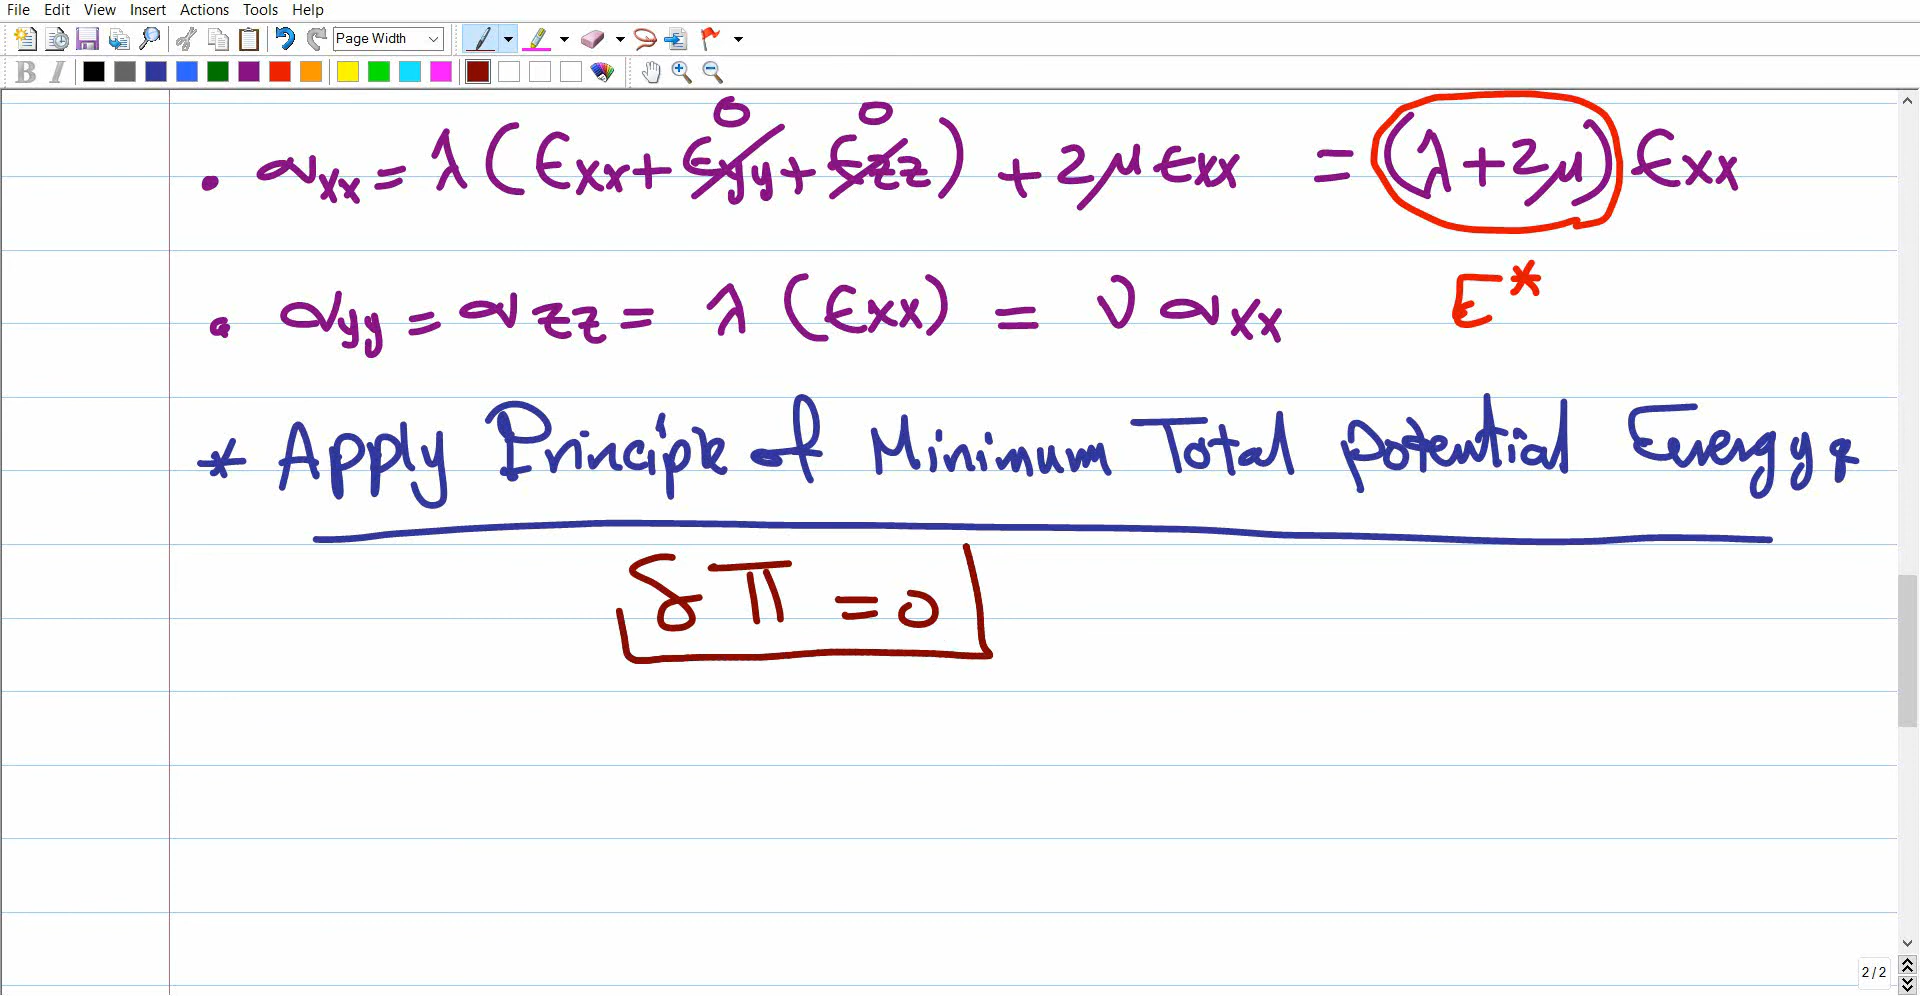 File Edit View Insert Actions Tools Help
Page Width
B I
0 0
• σxx = λ (εxx + εyy + εzz) + 2μ εxx = (λ + 2μ) εxx
• σyy = σzz = λ (εxx) = ν σxx E*
* Apply Principle of Minimum Total Potential Energy:
δπ = 0
2 / 2